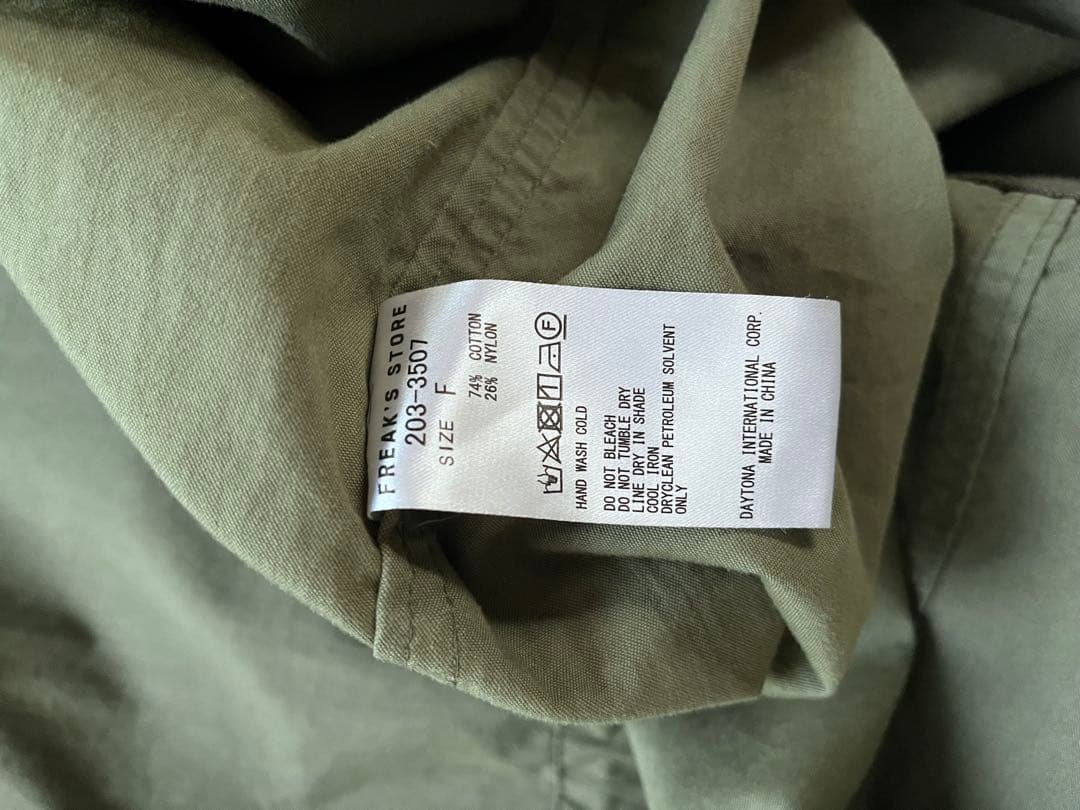 FREAK'S STORE
203-3507
SIZE F
74% COTTON
26% NYLON
F
HAND WASH COLD
DO NOT BLEACH
DO NOT TUMBLE DRY
LINE DRY IN SHADE
COOL IRON
DRYCLEAN PETROLEUM SOLVENT
ONLY
DAYTONA INTERNATIONAL CORP.
MADE IN CHINA